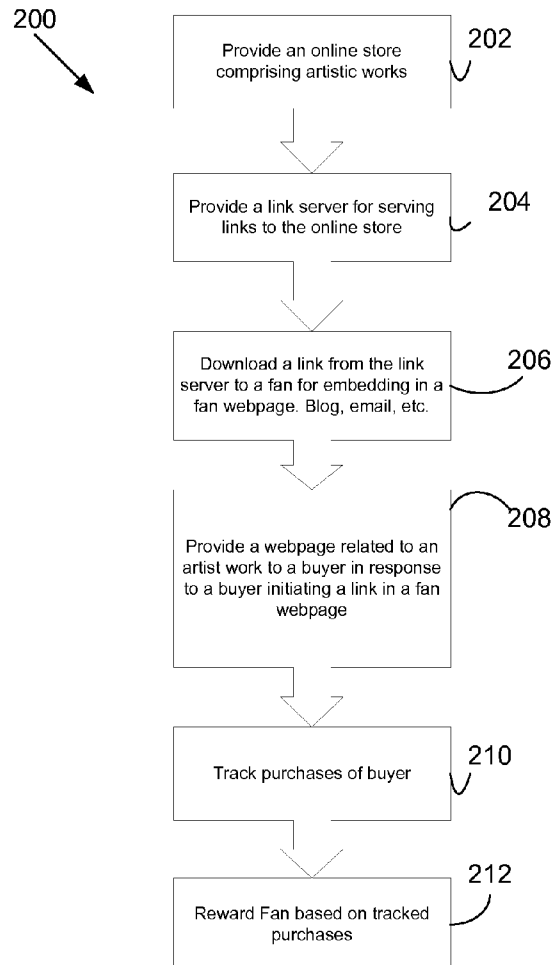 200
Provide an online store
comprising artistic works
202
Provide a link server for serving
links to the online store
204
Download a link from the link
server to a fan for embedding in a
fan webpage. Blog, email, etc.
206
208
Provide a webpage related to an
artist work to a buyer in response
to a buyer initiating a link in a fan
webpage
Track purchases of buyer
210
Reward Fan based on tracked
purchases
212